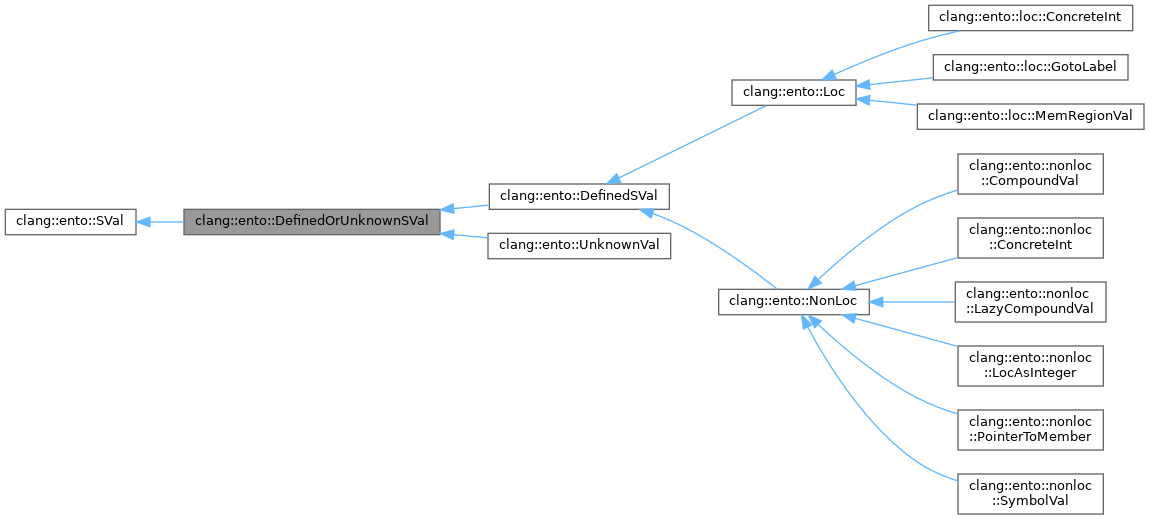 clang::ento::loc::ConcreteInt
clang::ento::loc::GotoLabel
clang::ento::Loc
clang::ento::loc::MemRegionVal
clang::ento::nonloc
::CompoundVal
clang::ento::DefinedSVal
clang::ento::SVal
clang::ento::DefinedOrUnknownSVal
clang::ento::UnknownVal
clang::ento::nonloc
::ConcreteInt
clang::ento::NonLoc
clang::ento::nonloc
::LazyCompoundVal
clang::ento::nonloc
::LocAsInteger
clang::ento::nonloc
::PointerToMember
clang::ento::nonloc
::SymbolVal